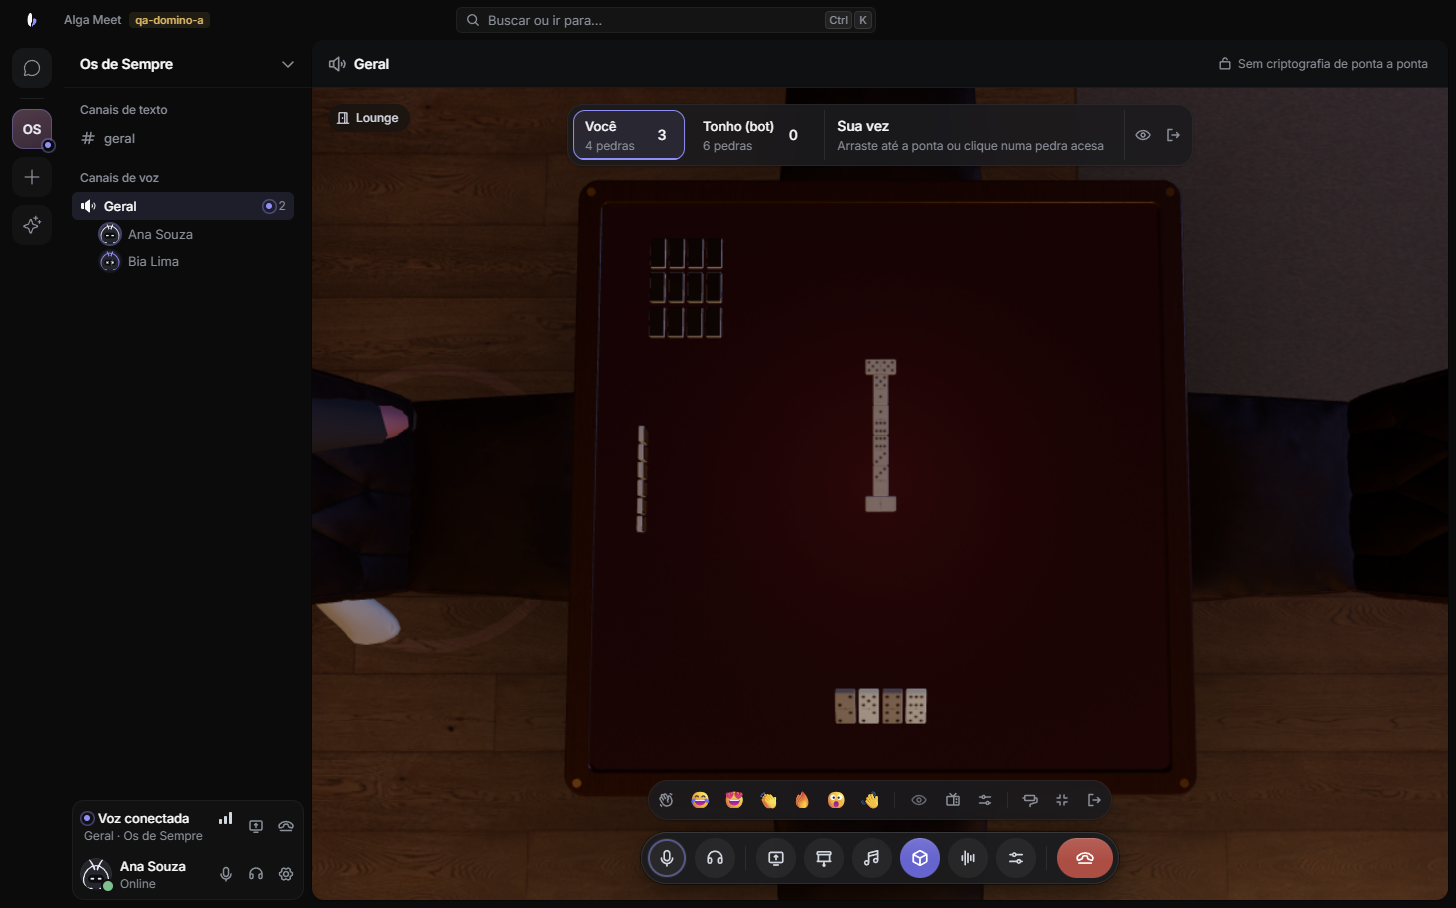 Alga Meet
qa-domino-a
Buscar ou ir para...
Ctrl
K
Os de Sempre
Geral
Sem criptografia de ponta a ponta
OS
Canais de texto
# geral
Canais de voz
Geral
2
Ana Souza
Bia Lima
Lounge
Você
4 pedras
3
Tonho (bot)
6 pedras
0
Sua vez
Arraste até a ponta ou clique numa pedra acesa
Voz conectada
Geral · Os de Sempre
Ana Souza
Online